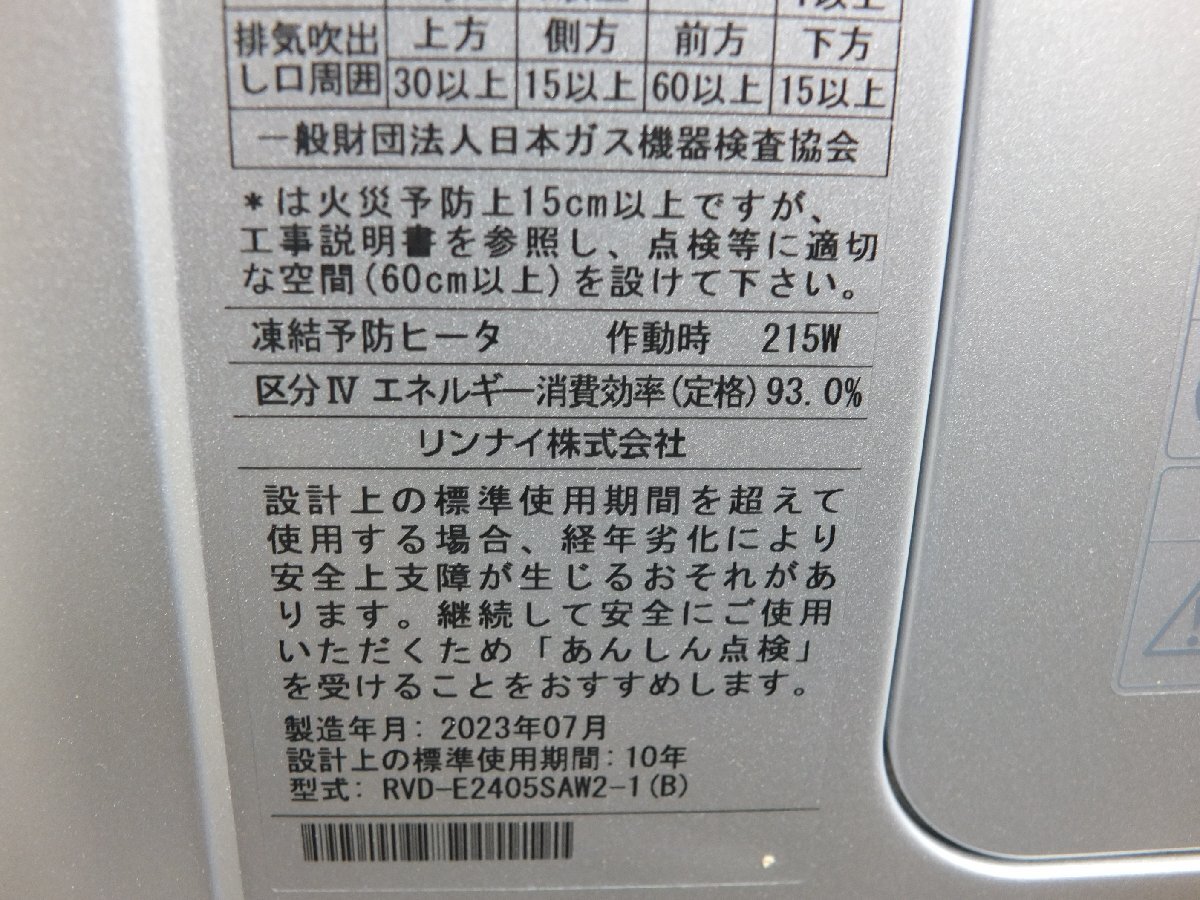 排気吹出 上方 側方 前方 下方
し口周囲 30以上 15以上 60以上 15以上
一般財団法人日本ガス機器検査協会
*は火災予防上15cm以上ですが、
工事説明書を参照し、点検等に適切
な空間(60cm以上)を設けて下さい。
凍結予防ヒータ 作動時 215W
区分Ⅳ エネルギー消費効率(定格)93.0%
リンナイ株式会社
設計上の標準使用期間を超えて
使用する場合、経年劣化により
安全上支障が生じるおそれがあ
ります。継続して安全にご使用
いただくため「あんしん点検」
を受けることをおすすめします。
製造年月: 2023年07月
設計上の標準使用期間: 10年
型式: RVD-E2405SAW2-1(B)